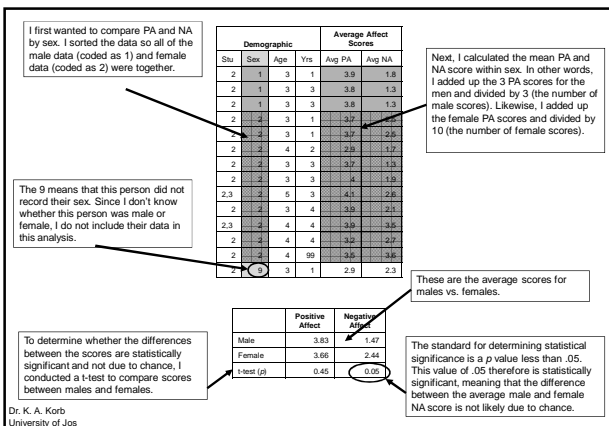 I first wanted to compare PA and NA
by sex. I sorted the data so all of the
male data (coded as 1) and female
data (coded as 2) were together.
Demographic Average Affect
Scores
Stu Sex Age Yrs Avg PA Avg NA
2 1 3 1 3.9 1.8
2 1 3 3 3.8 1.3
2 1 3 3 3.8 1.3
2 2 3 1 3.7
2 2 3 1 3.7 2.5
2 2 4 2 2.9 1.7
2 2 3 3 3.7 1.3
2 2 3 3 4 1.9
2,3 2 5 3 4.1 2.6
2 2 3 4 3.9 2.1
2,3 2 4 4 3.9 3.5
2 2 4 4 3.2 2.7
2 2 4 99 3.5 3.6
2 9 3 1 2.9 2.3
Next, I calculated the mean PA and
NA score within sex. In other words,
I added up the 3 PA scores for the
men and divided by 3 (the number of
male scores). Likewise, I added up
the female PA scores and divided by
10 (the number of female scores).
The 9 means that this person did not
record their sex. Since I don't know
whether this person was male or
female, I do not include their data in
this analysis.
These are the average scores for
males vs. females.
Positive Negative
Affect Affect
Male 3.83 1.47
Female 3.66 2.44
t-test (p) 0.45 0.05
To determine whether the differences
between the scores are statistically
significant and not due to chance, I
conducted a t-test to compare scores
between males and females.
The standard for determining statistical
significance is a p value less than .05.
This value of .05 therefore is statistically
significant, meaning that the difference
between the average male and female
NA score is not likely due to chance.
Dr. K. A. Korb
University of Jos